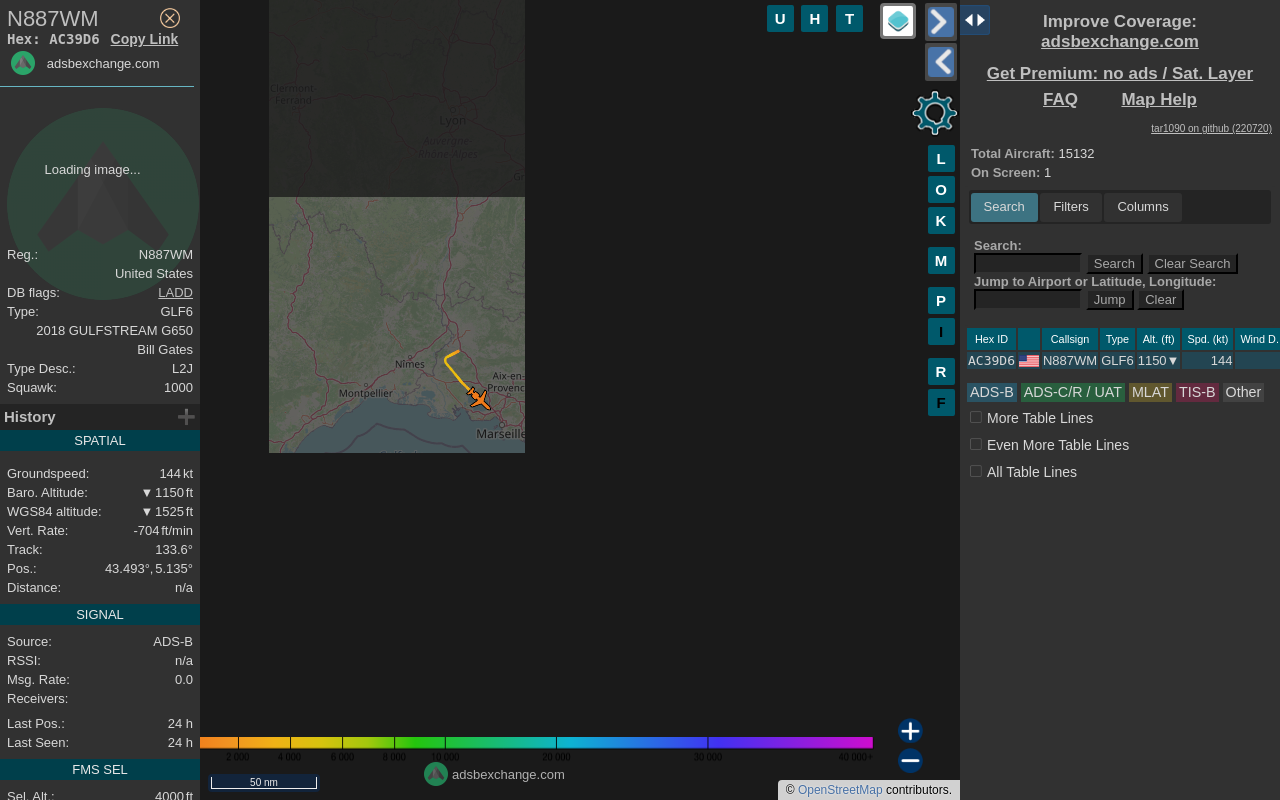 N887WM
Hex: AC39D6 Copy Link
adsbexchange.com
Loading image...
Reg.: N887WM
United States
DB flags: LADD
Type: GLF6
2018 GULFSTREAM G650
Bill Gates
Type Desc.: L2J
Squawk: 1000
History
SPATIAL
Groundspeed: 144 kt
Baro. Altitude: ▼ 1150 ft
WGS84 altitude: ▼ 1525 ft
Vert. Rate: -704 ft/min
Track: 133.6°
Pos.: 43.493°, 5.135°
Distance: n/a
SIGNAL
Source: ADS-B
RSSI: n/a
Msg. Rate: 0.0
Receivers:
Last Pos.: 24 h
Last Seen: 24 h
FMS SEL
Sel. Alt.: 4000 ft
Clermont
Ferrand
Lyon
Auvergne
Rhône-Alpes
Gr
Nîmes
Montpellier
Aix-en-
Provence
Marseille
U H T
L
O
K
M
P
I
R
F
2 000 4 000 6 000 8 000 10 000 20 000 30 000 40 000+
adsbexchange.com
50 nm
© OpenStreetMap contributors.
Improve Coverage:
adsbexchange.com
Get Premium: no ads / Sat. Layer
FAQ Map Help
tar1090 on github (220720)
Total Aircraft: 15132
On Screen: 1
Search Filters Columns
Search:
Search Clear Search
Jump to Airport or Latitude, Longitude:
Jump Clear
Hex ID Callsign Type Alt. (ft) Spd. (kt) Wind D.
AC39D6 N887WM GLF6 1150▼ 144
ADS-B ADS-C/R / UAT MLAT TIS-B Other
More Table Lines
Even More Table Lines
All Table Lines